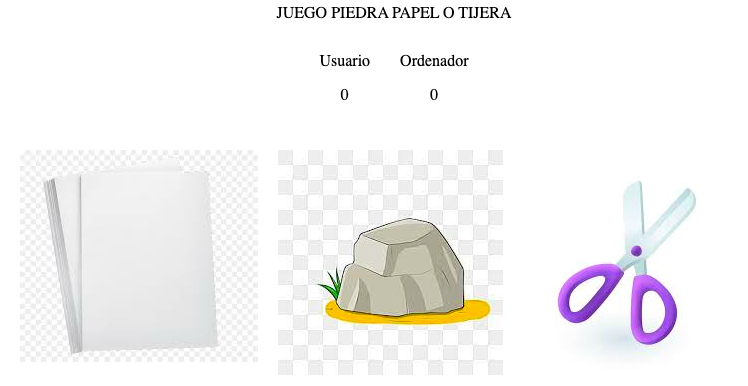 JUEGO PIEDRA PAPEL O TIJERA
Usuario Ordenador
0 0